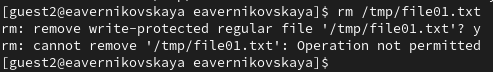 [guest2@eavernikovskaya eavernikovskaya]$ rm /tmp/file01.txt
rm: remove write-protected regular file '/tmp/file01.txt'? y
rm: cannot remove '/tmp/file01.txt': Operation not permitted
[guest2@eavernikovskaya eavernikovskaya]$